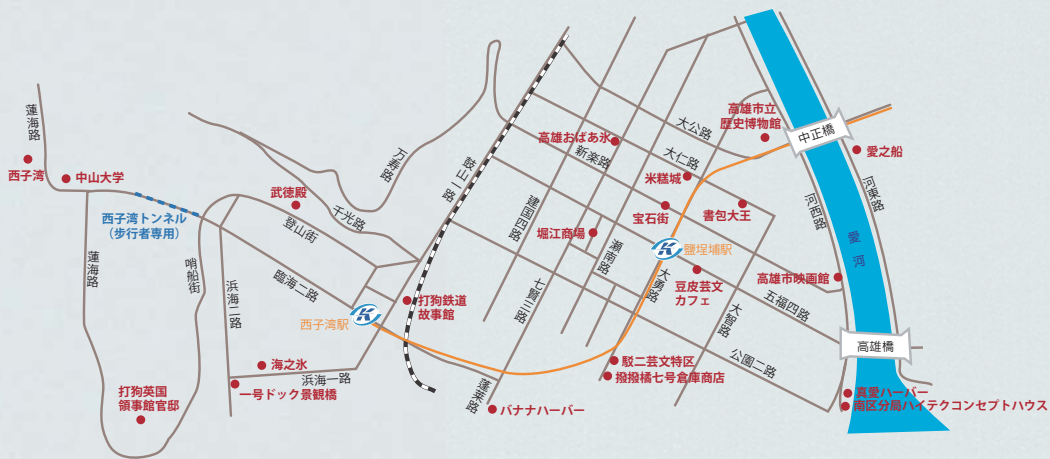 蓮海路
西子湾
中山大学
西子湾トンネル
（歩行者専用）
蓮海路
哨船街
打狗英国
領事館官邸
浜海二路
武徳殿
登山街
千光路
万寿路
臨海二路
西子湾駅
K
海之氷
浜海一路
一号ドック景観橋
鼓山一路
打狗鉄道
故事館
蓬莱路
バナナハーバー
高雄おばあ氷
新楽路
大公路
大仁路
高雄市立
歴史博物館
中正橋
愛之船
米糕城
宝石街
書包大王
建国四路
堀江商場
瀬南路
K
鹽埕埔駅
河西路
河東路
愛河
豆皮芸文
カフェ
高雄市映画館
七賢三路
大勇路
大智路
五福四路
公園二路
高雄橋
駁二芸文特区
撥撥橘七号倉庫商店
真愛ハーバー
南区分局ハイテクコンセプトハウス